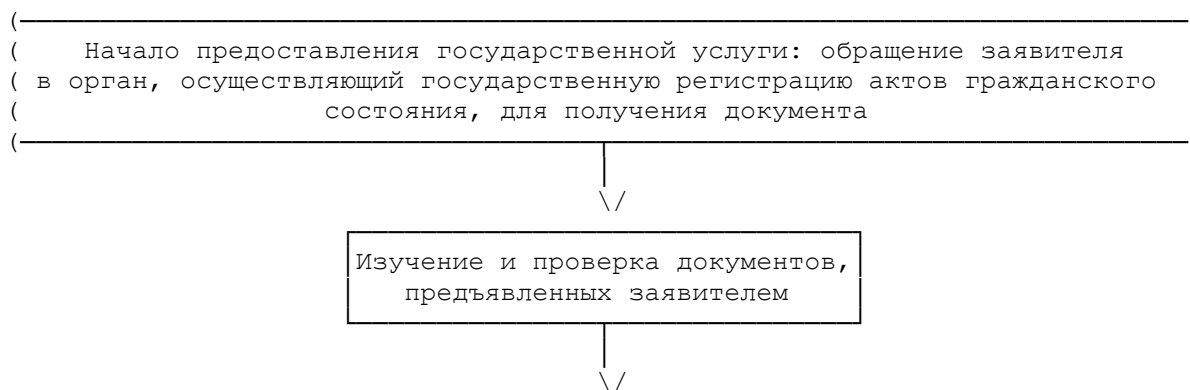 Начало предоставления государственной услуги: обращение заявителя
в орган, осуществляющий государственную регистрацию актов гражданского
состояния, для получения документа
Изучение и проверка документов,
предъявленных заявителем